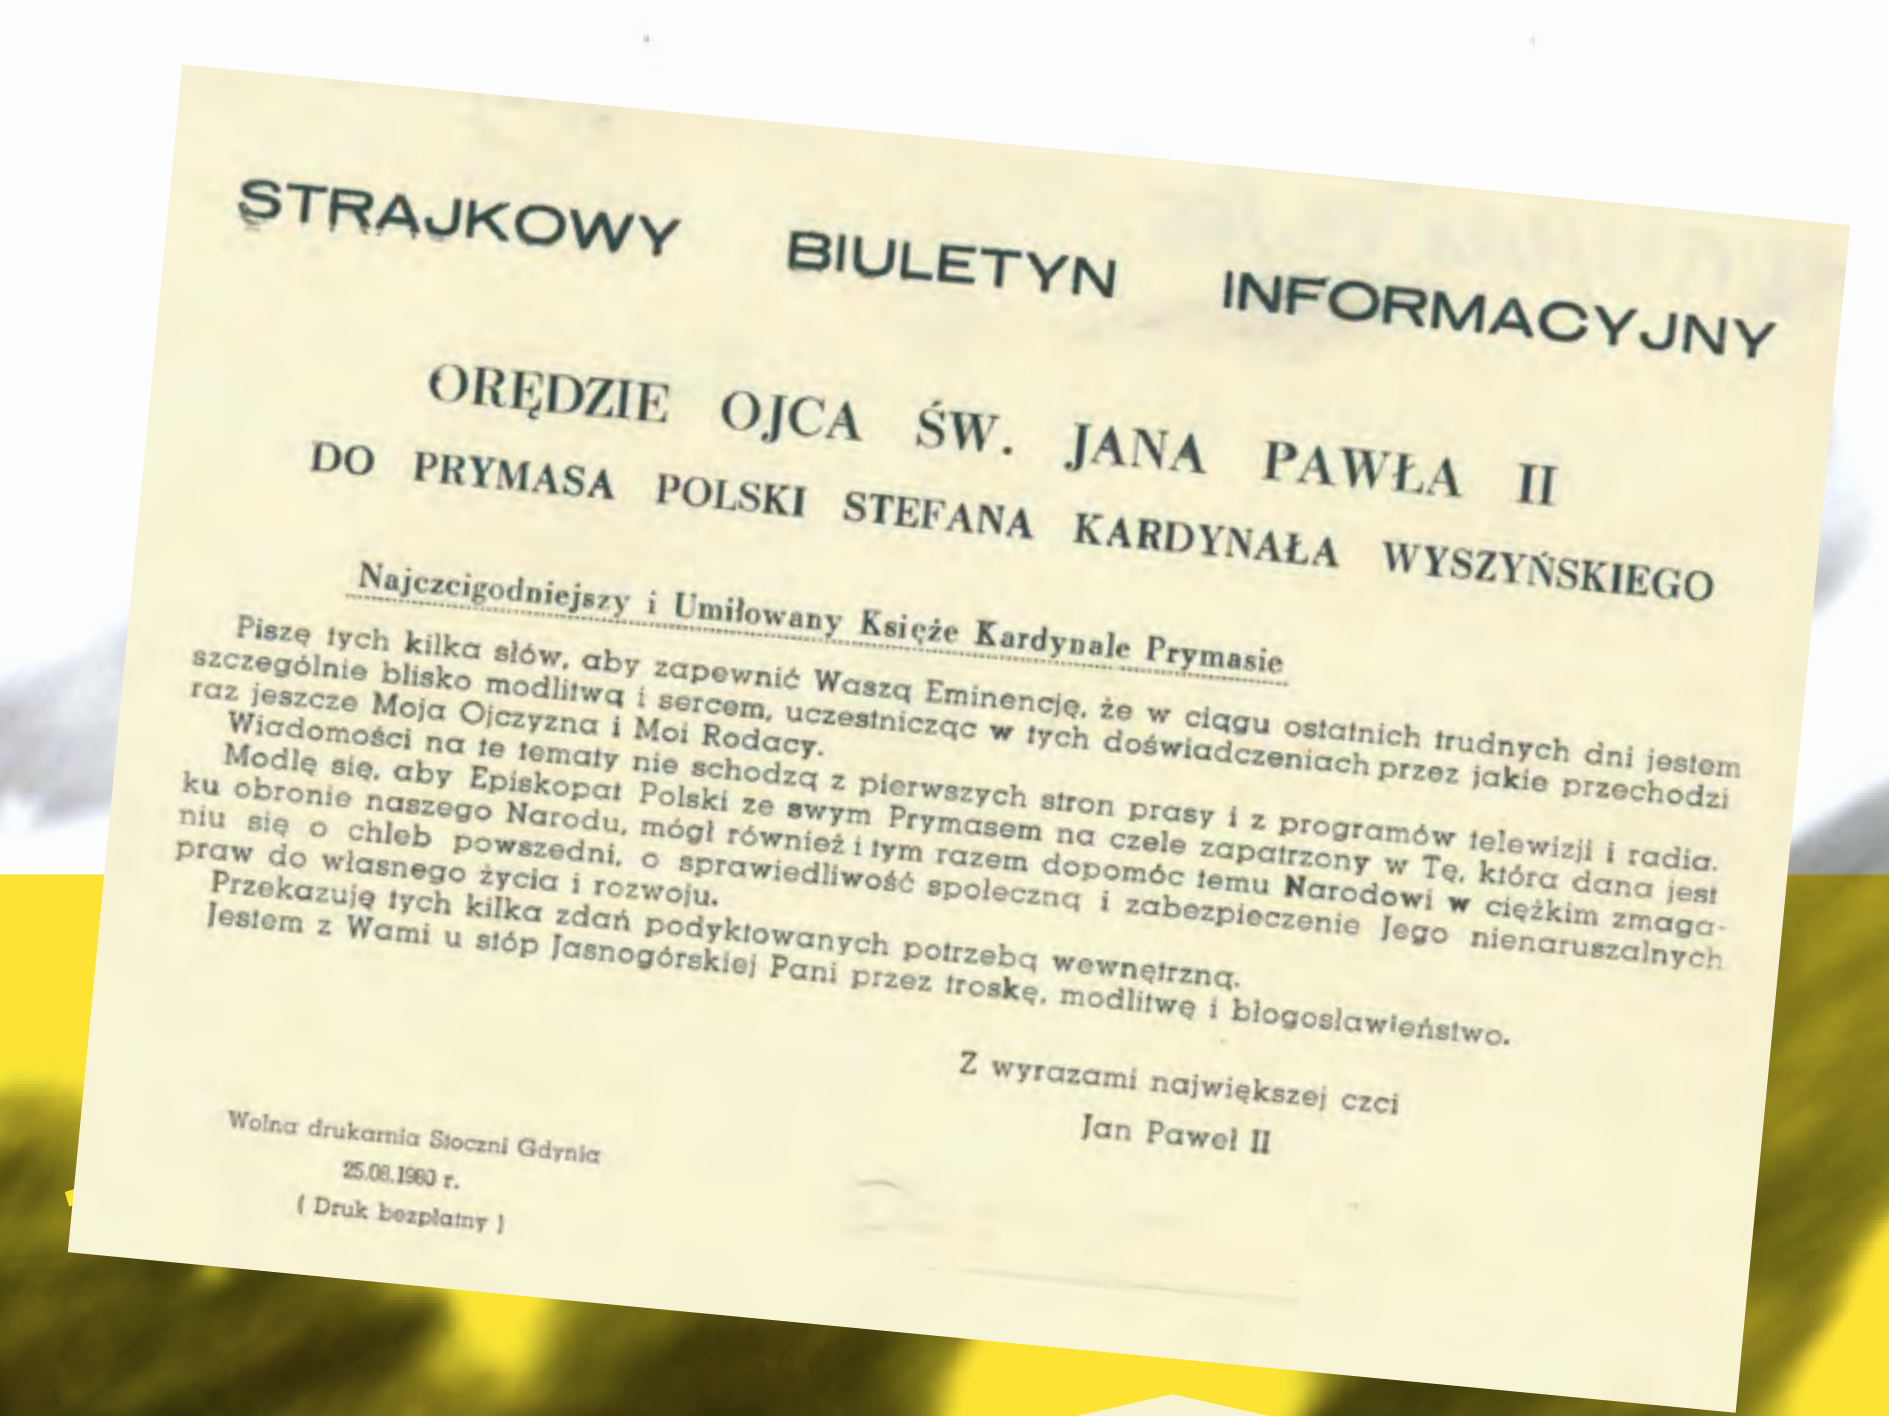 STRAJKOWY BIULETYN INFORMACYJNY
ORĘDZIE OJCA ŚW. JANA PAWŁA II
DO PRYMASA POLSKI STEFANA KARDYNAŁA WYSZYŃSKIEGO
Najczcigodniejszy i Umiłowany Księże Kardynale Prymasie
Piszę tych kilka słów, aby zapewnić Waszą Eminencję, że w ciągu ostatnich trudnych dni jestem
szczególnie blisko modlitwą i sercem, uczestnicząc w tych doświadczeniach przez jakie przechodzi
raz jeszcze Moja Ojczyzna i Moi Rodacy.
Wiadomości na te tematy nie schodzą z pierwszych stron prasy i z programów telewizji i radia.
Modlę się, aby Episkopat Polski ze swym Prymasem na czele zapatrzony w Tę, która dana jest
ku obronie naszego Narodu, mógł również i tym razem dopomóc temu Narodowi w ciężkim zmaga-
niu się o chleb powszedni, o sprawiedliwość społeczną i zabezpieczenie Jego nienaruszalnych
praw do własnego życia i rozwoju.
Przekazuję tych kilka zdań podyktowanych potrzebą wewnętrzną.
Jestem z Wami u stóp Jasnogórskiej Pani przez troskę, modlitwę i błogosławieństwo.
Z wyrazami największej czci
Jan Paweł II
Wolna drukarnia Stoczni Gdynia
25.08.1980 r.
( Druk bezpłatny )